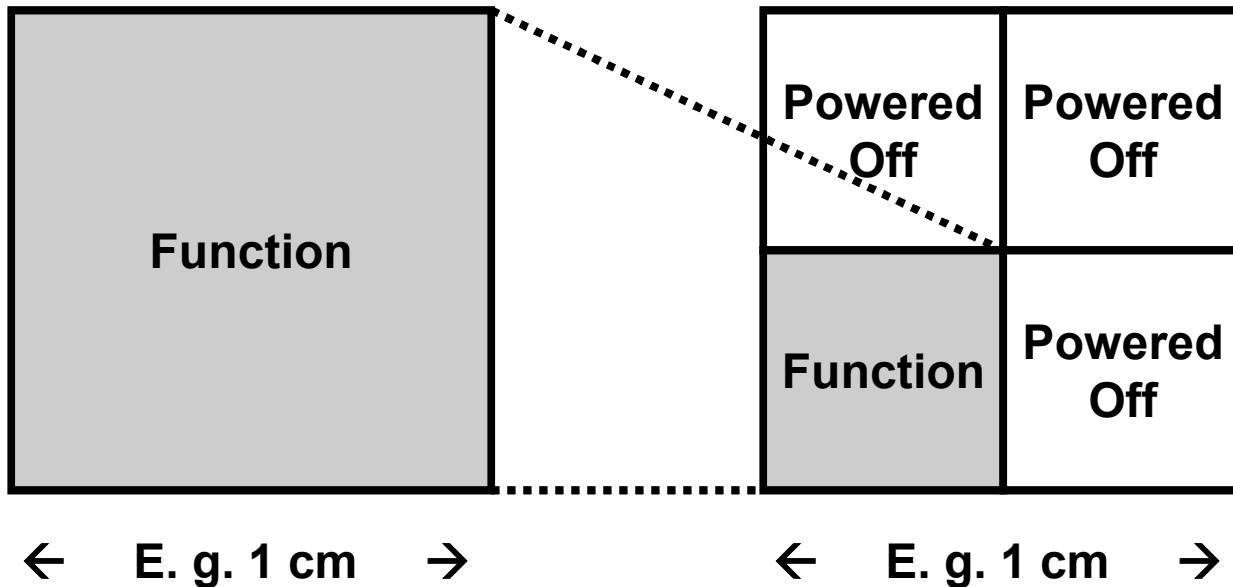 Function
Powered
Off
Powered
Off
Function
Powered
Off
← E. g. 1 cm →
← E. g. 1 cm →